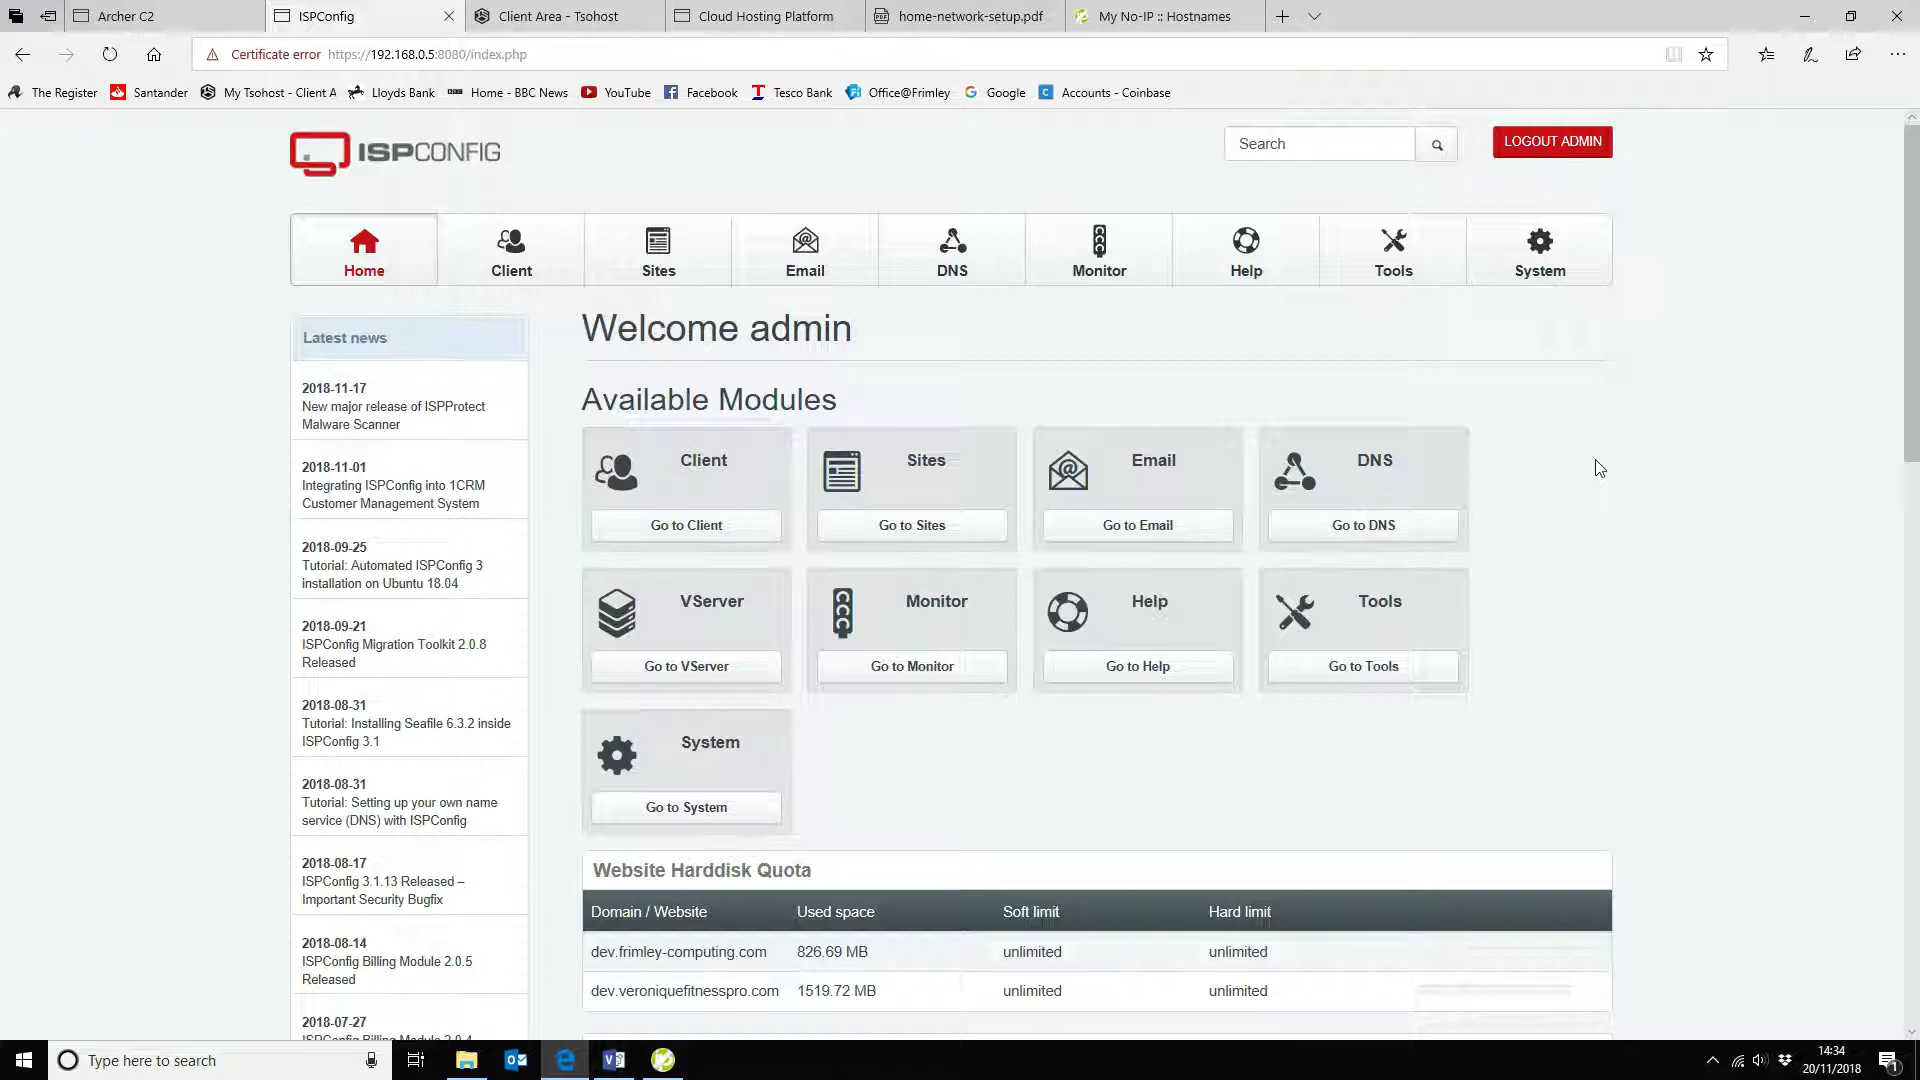 Archer C2
ISPConfig
Client Area - Tsohost
Cloud Hosting Platform
home-network-setup.pdf
My No-IP :: Hostnames
Certificate error https://192.168.0.5:8080/index.php
The Register
Santander
My Tsohost - Client A
Lloyds Bank
Home - BBC News
YouTube
Facebook
Tesco Bank
Office@Frimley
Google
Accounts - Coinbase
ISPCONFIG
Search
LOGOUT ADMIN
Home
Client
Sites
Email
DNS
Monitor
Help
Tools
System
Latest news
2018-11-17
New major release of ISPProtect
Malware Scanner
2018-11-01
Integrating ISPConfig into 1CRM
Customer Management System
2018-09-25
Tutorial: Automated ISPConfig 3
installation on Ubuntu 18.04
2018-09-21
ISPConfig Migration Toolkit 2.0.8
Released
2018-08-31
Tutorial: Installing Seafile 6.3.2 inside
ISPConfig 3.1
2018-08-31
Tutorial: Setting up your own name
service (DNS) with ISPConfig
2018-08-17
ISPConfig 3.1.13 Released –
Important Security Bugfix
2018-08-14
ISPConfig Billing Module 2.0.5
Released
2018-07-27
ISPConfig Billing Module 2.0.4
Welcome admin
Available Modules
Client
Go to Client
Sites
Go to Sites
Email
Go to Email
DNS
Go to DNS
VServer
Go to VServer
Monitor
Go to Monitor
Help
Go to Help
Tools
Go to Tools
System
Go to System
Website Harddisk Quota
Domain / Website Used space Soft limit Hard limit
dev.frimley-computing.com 826.69 MB unlimited unlimited
dev.veroniquefitnesspro.com 1519.72 MB unlimited unlimited
Type here to search
14:34
20/11/2018
1